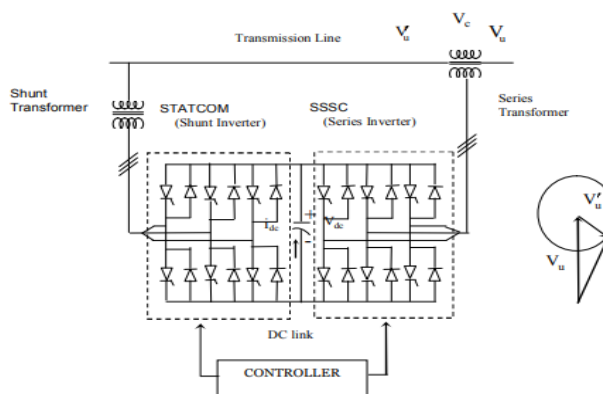 Transmission Line
V'u
Vc
Vu
Shunt
Transformer
STATCOM
(Shunt Inverter)
SSSC
(Series Inverter)
Series
Transformer
idc
+
Vdc
-
V'u
Vu
DC link
CONTROLLER